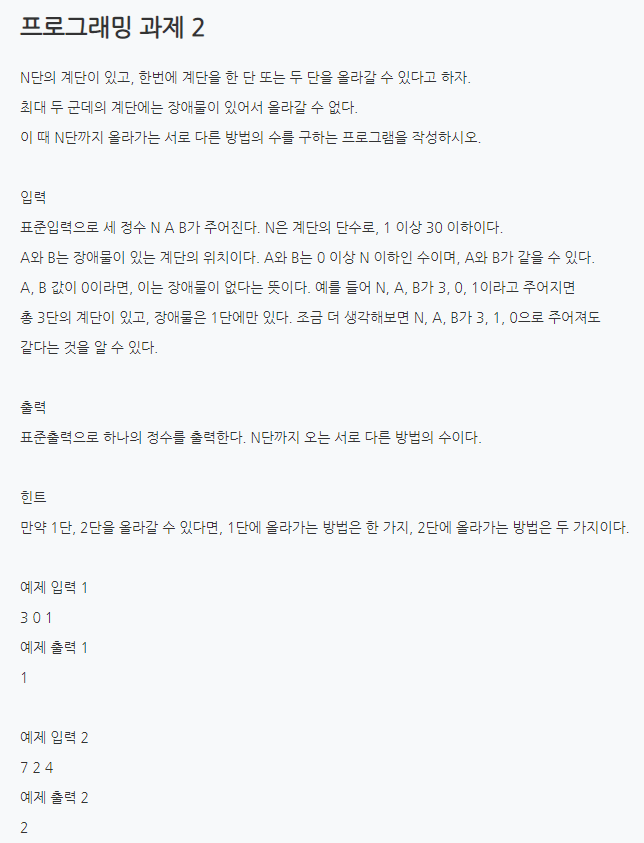 프로그래밍 과제 2
N단의 계단이 있고, 한번에 계단을 한 단 또는 두 단을 올라갈 수 있다고 하자.
최대 두 군데의 계단에는 장애물이 있어서 올라갈 수 없다.
이 때 N단까지 올라가는 서로 다른 방법의 수를 구하는 프로그램을 작성하시오.
입력
표준입력으로 세 정수 N A B가 주어진다. N은 계단의 단수로, 1 이상 30 이하이다.
A와 B는 장애물이 있는 계단의 위치이다. A와 B는 0 이상 N 이하인 수이며, A와 B가 같을 수 있다.
A, B 값이 0이라면, 이는 장애물이 없다는 뜻이다. 예를 들어 N, A, B가 3, 0, 1이라고 주어지면
총 3단의 계단이 있고, 장애물은 1단에만 있다. 조금 더 생각해보면 N, A, B가 3, 1, 0으로 주어져도
같다는 것을 알 수 있다.
출력
표준출력으로 하나의 정수를 출력한다. N단까지 오는 서로 다른 방법의 수이다.
힌트
만약 1단, 2단을 올라갈 수 있다면, 1단에 올라가는 방법은 한 가지, 2단에 올라가는 방법은 두 가지이다.
예제 입력 1
3 0 1
예제 출력 1
1
예제 입력 2
7 2 4
예제 출력 2
2